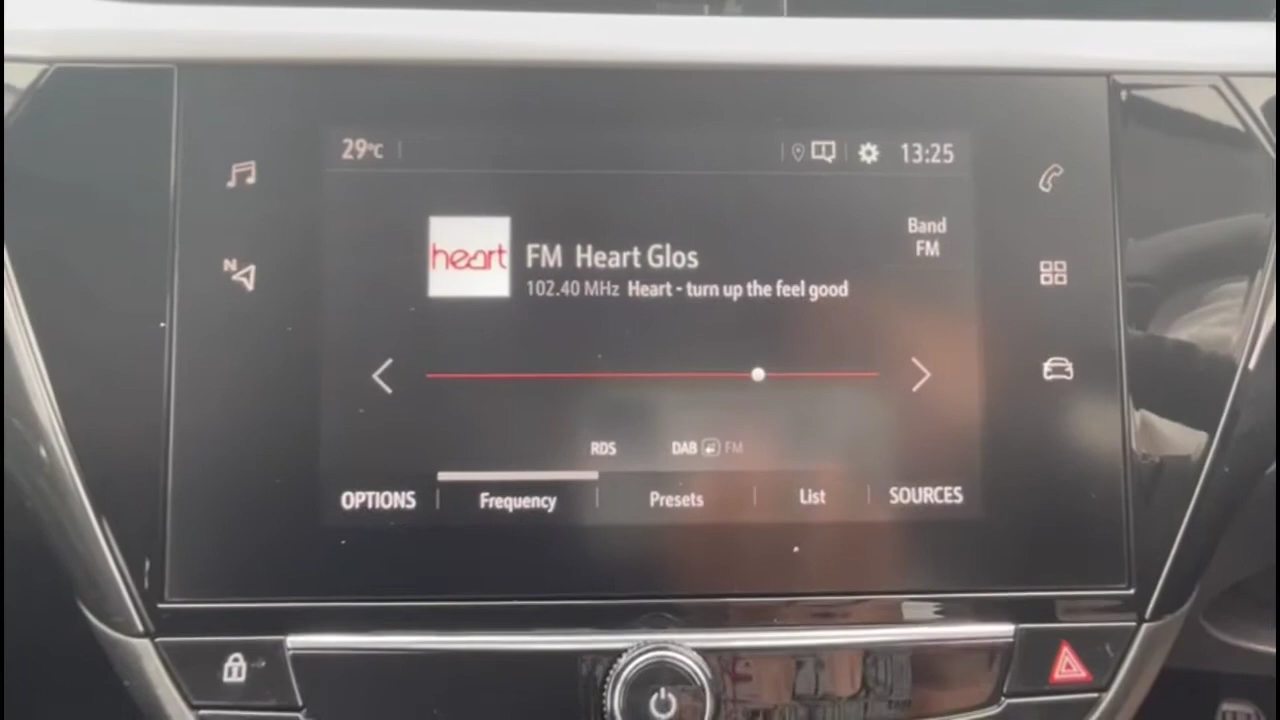 29°C
13:25
Band
FM
heart
FM Heart Glos
102.40 MHz Heart - turn up the feel good
N
RDS DAB FM
OPTIONS Frequency Presets List SOURCES